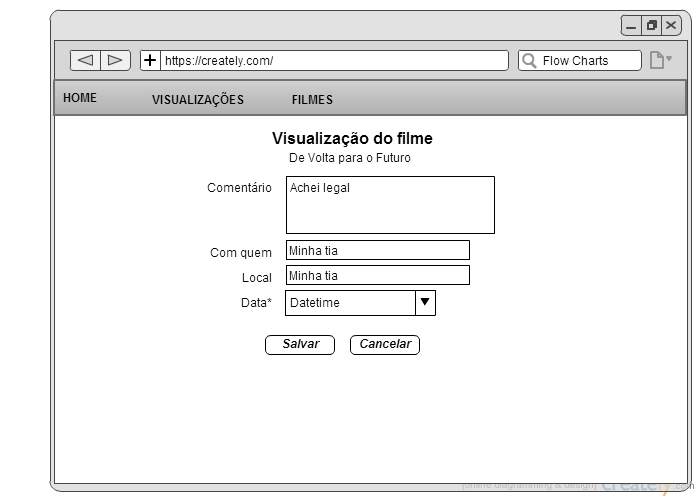 https://creately.com/
Flow Charts
HOME VISUALIZAÇÕES FILMES
Visualização do filme
De Volta para o Futuro
Comentário Achei legal
Com quem Minha tia
Local Minha tia
Data* Datetime
Salvar Cancelar
[online diagramming & design] creately.com